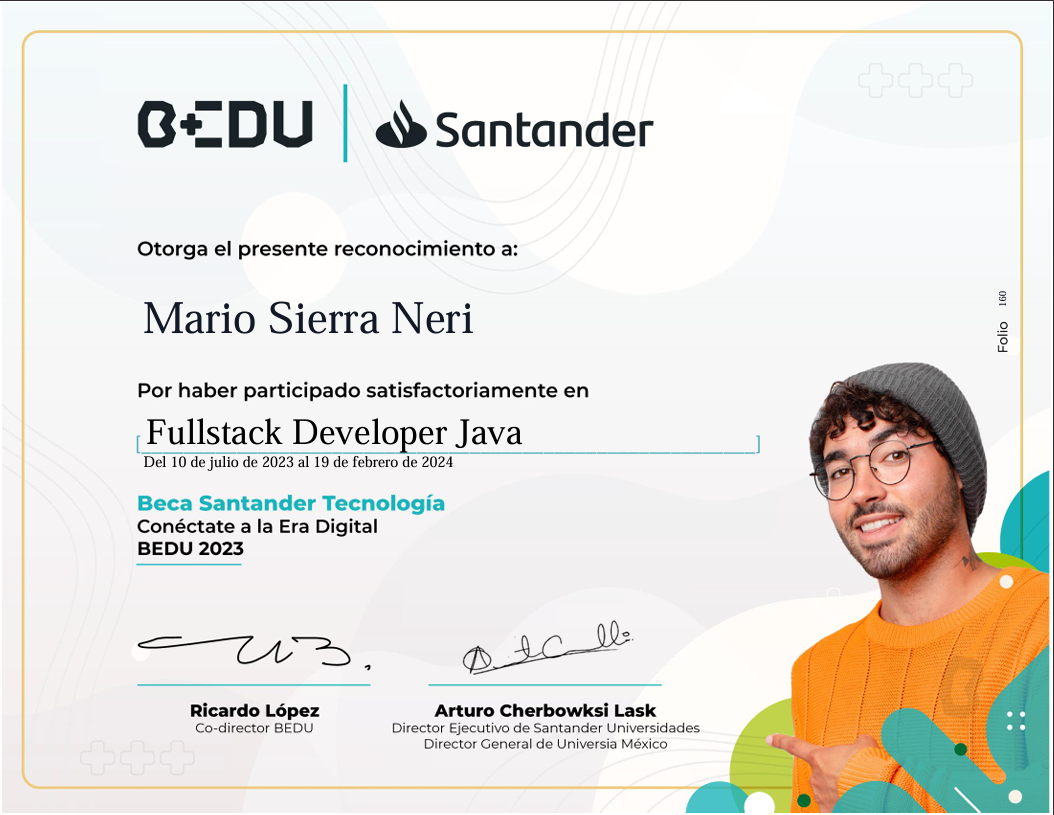 BEDU
Santander
Otorga el presente reconocimiento a:
Mario Sierra Neri
Folio 160
Por haber participado satisfactoriamente en
[Fullstack Developer Java]
Del 10 de julio de 2023 al 19 de febrero de 2024
Beca Santander Tecnología
Conéctate a la Era Digital
BEDU 2023
Ricardo López
Co-director BEDU
Arturo Cherbowksi Lask
Director Ejecutivo de Santander Universidades
Director General de Universia México